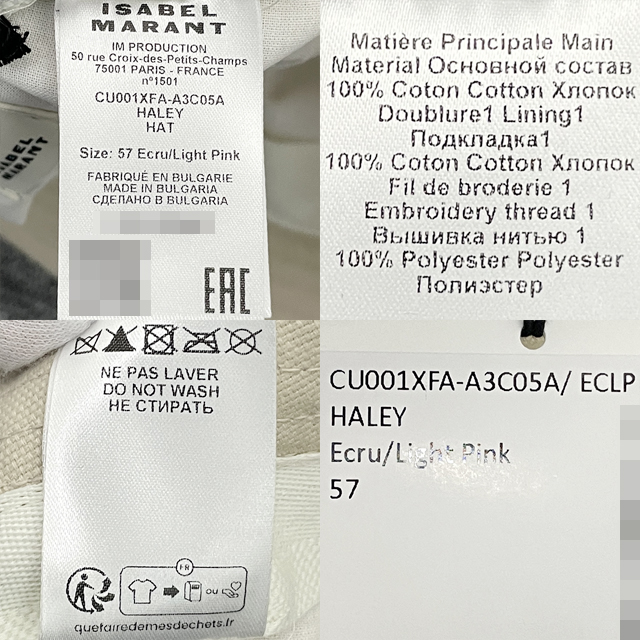 ISABEL
MARANT
IM PRODUCTION
50 rue Croix-des-Petits-Champs
75001 PARIS - FRANCE
n°1501
CU001XFA-A3C05A
HALEY
HAT
Size: 57 Ecru/Light Pink
FABRIQUÉ EN BULGARIE
MADE IN BULGARIA
СДЕЛАНО В БУЛГАРИЯ
EAC
ISABEL
MARANT
Matière Principale Main
Material Основной состав
100% Coton Cotton Хлопок
Doublure1 Lining1
Подкладка1
100% Coton Cotton Хлопок
Fil de broderie 1
Embroidery thread 1
Вышивка нитью 1
100% Polyester Polyester
Полиэстер
NE PAS LAVER
DO NOT WASH
НЕ СТИРАТЬ
FR
OU
quefairedemesdechets.fr
CU001XFA-A3C05A/ ECLP
HALEY
Ecru/Light Pink
57